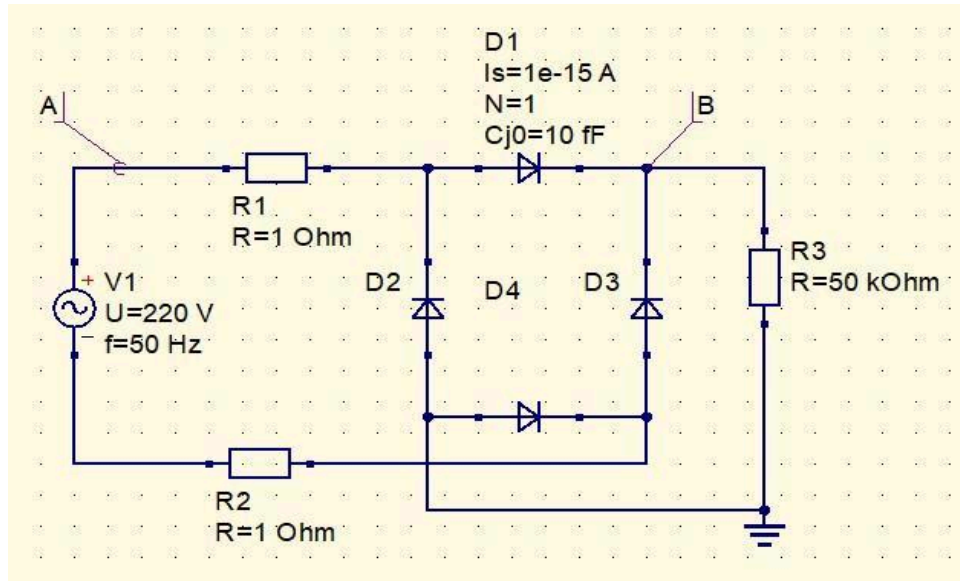 D1
Is=1e-15 A
N=1
Cj0=10 fF
A
B
R1
R=1 Ohm
R3
R=50 kOhm
+ V1
U=220 V
− f=50 Hz
D2
D4
D3
R2
R=1 Ohm